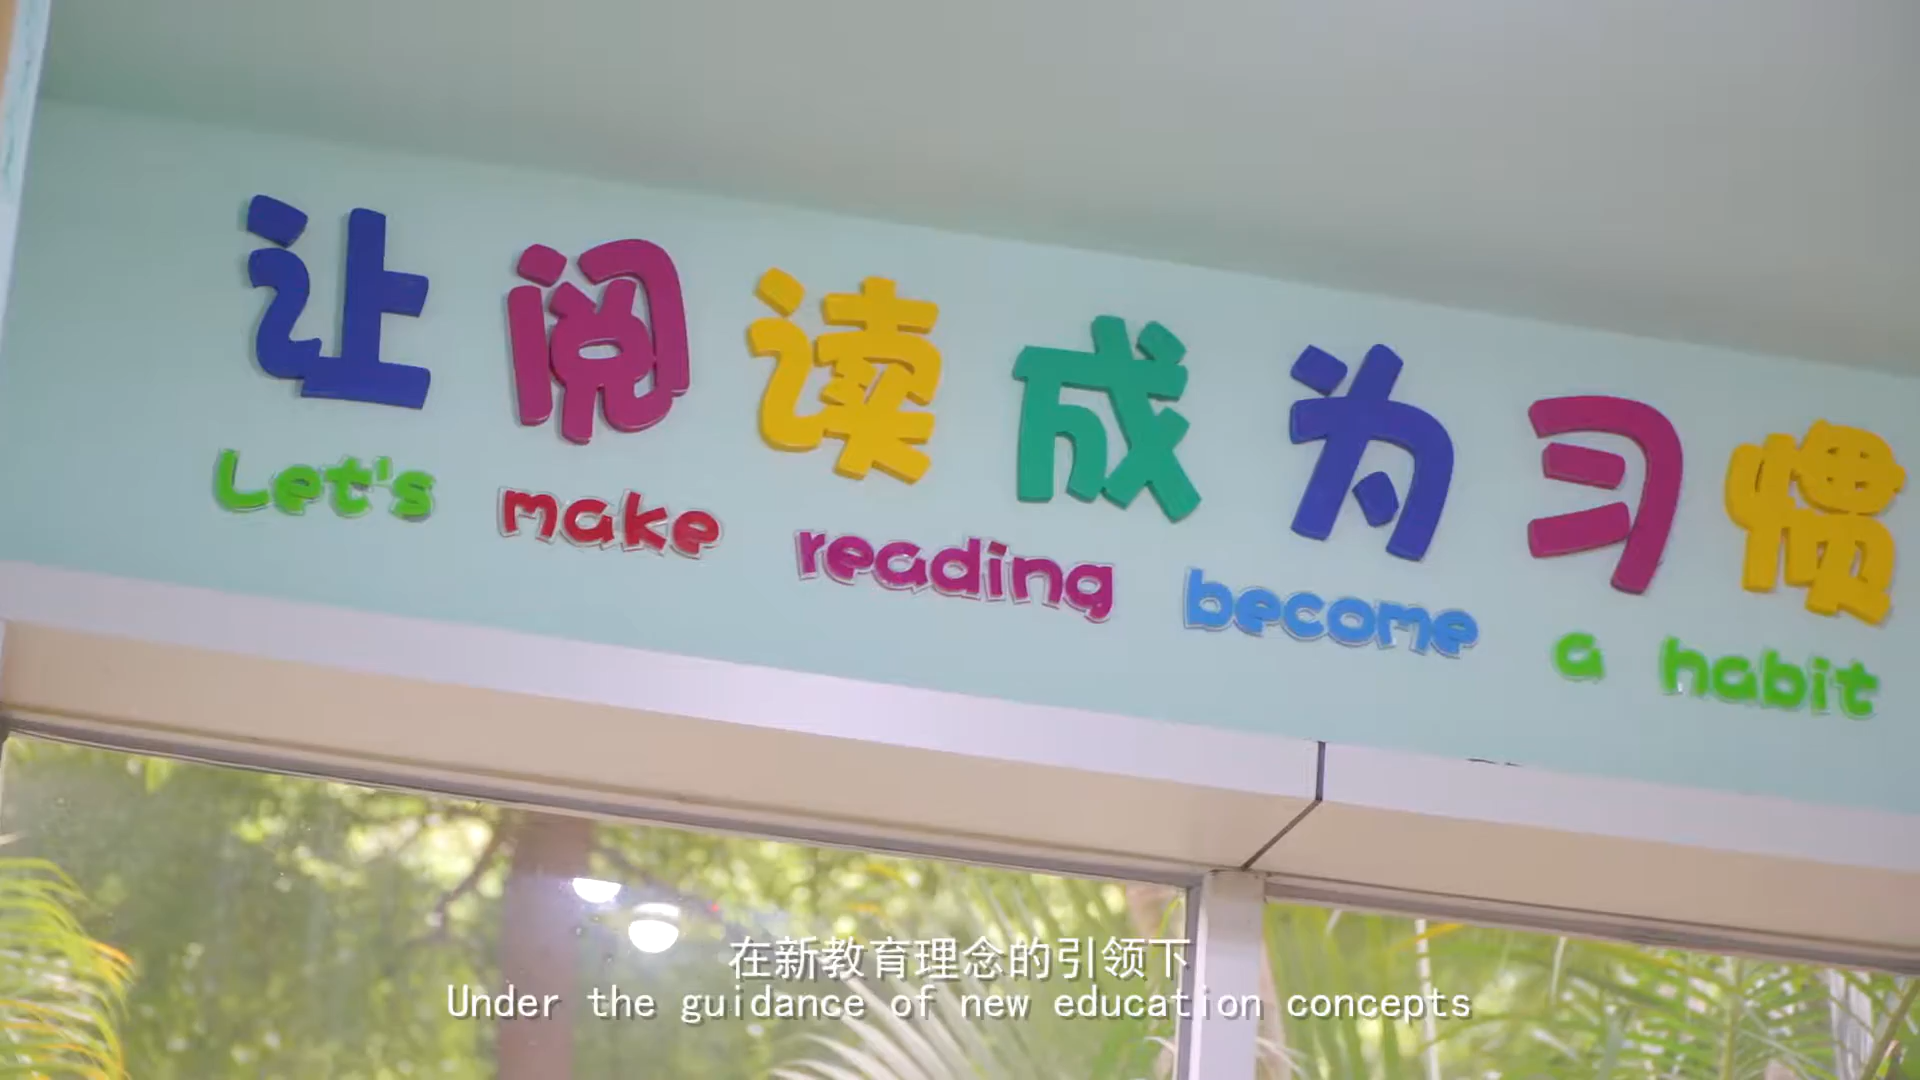 让阅读成为习惯
Let's make reading become a habit
在新教育理念的引领下
Under the guidance of new education concepts